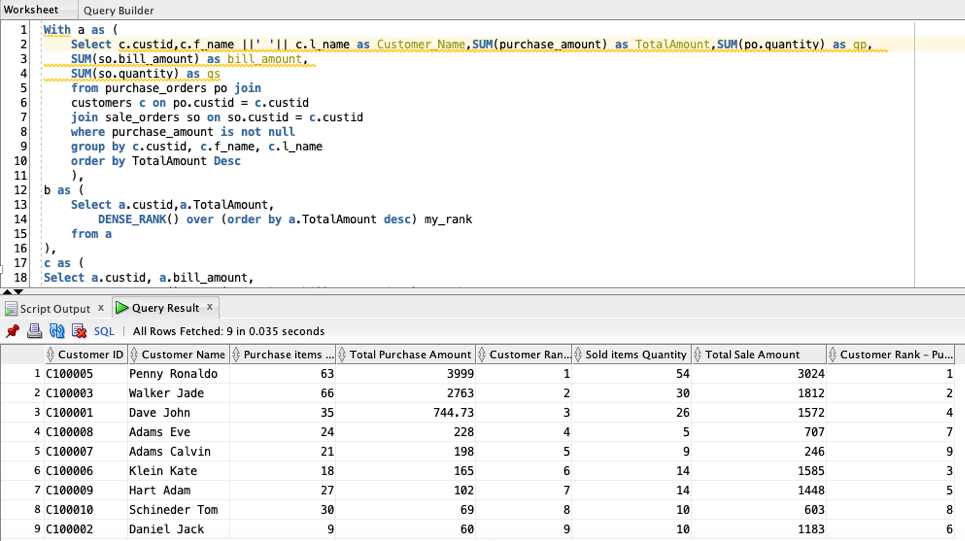 Worksheet Query Builder
1 With a as (
2 Select c.custid,c.f_name ||' '|| c.l_name as Customer_Name,SUM(purchase_amount) as TotalAmount,SUM(po.quantity) as qp,
3 SUM(so.bill_amount) as bill_amount,
4 SUM(so.quantity) as qs
5 from purchase_orders po join
6 customers c on po.custid = c.custid
7 join sale_orders so on so.custid = c.custid
8 where purchase_amount is not null
9 group by c.custid, c.f_name, c.l_name
10 order by TotalAmount Desc
11 ),
12 b as (
13 Select a.custid,a.TotalAmount,
14 DENSE_RANK() over (order by a.TotalAmount desc) my_rank
15 from a
16 ),
17 c as (
18 Select a.custid, a.bill_amount,
Script Output x Query Result x
SQL | All Rows Fetched: 9 in 0.035 seconds
Customer ID Customer Name Purchase items ... Total Purchase Amount Customer Ran... Sold items Quantity Total Sale Amount Customer Rank - Pu...
1 C100005 Penny Ronaldo 63 3999 1 54 3024 1
2 C100003 Walker Jade 66 2763 2 30 1812 2
3 C100001 Dave John 35 744.73 3 26 1572 4
4 C100008 Adams Eve 24 228 4 5 707 7
5 C100007 Adams Calvin 21 198 5 9 246 9
6 C100006 Klein Kate 18 165 6 14 1585 3
7 C100009 Hart Adam 27 102 7 14 1448 5
8 C100010 Schineder Tom 30 69 8 10 603 8
9 C100002 Daniel Jack 9 60 9 10 1183 6